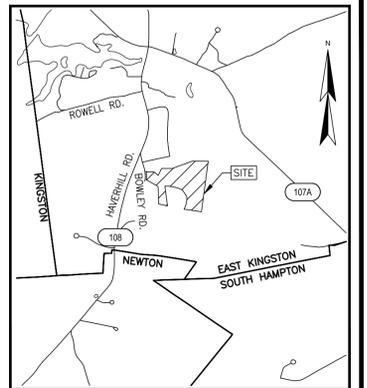 N
ROWELL RD.
KINGSTON
HAVERHILL RD.
BOWLEY RD.
SITE
107A
108
NEWTON
EAST KINGSTON
SOUTH HAMPTON